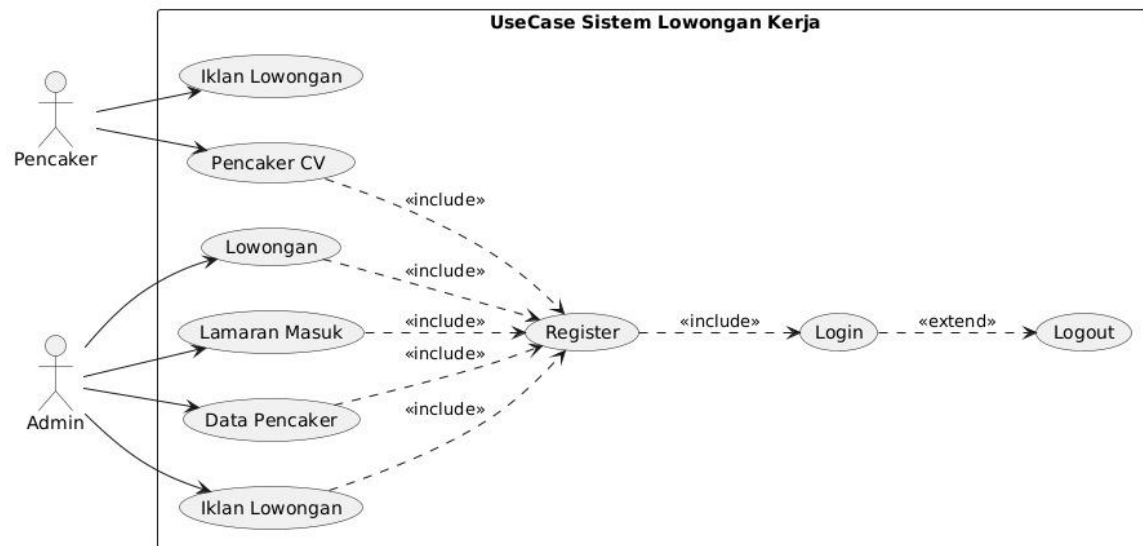 UseCase Sistem Lowongan Kerja
Iklan Lowongan
Pencaker
Pencaker CV
«include»
Lowongan
«include»
Lamaran Masuk
«include»
Register
«include»
Login
«extend»
Logout
«include»
Admin
Data Pencaker
«include»
Iklan Lowongan